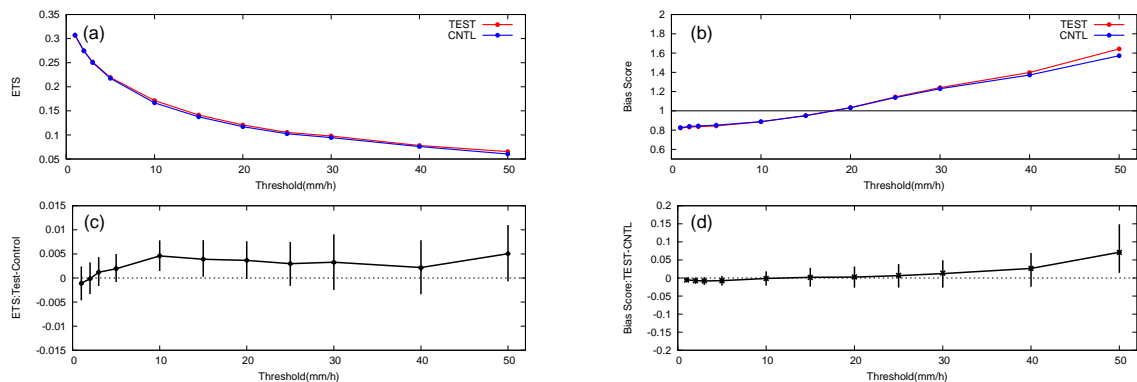 (a)
TEST
CNTL
ETS
0.35
0.3
0.25
0.2
0.15
0.1
0.05
0 10 20 30 40 50
Threshold(mm/h)
(b)
TEST
CNTL
Bias Score
2
1.8
1.6
1.4
1.2
1
0.8
0.6
0 10 20 30 40 50
Threshold(mm/h)
(c)
ETS:Test-Control
0.015
0.01
0.005
0
-0.005
-0.01
-0.015
0 10 20 30 40 50
Threshold(mm/h)
(d)
Bias Score:TEST-CNTL
0.2
0.15
0.1
0.05
0
-0.05
-0.1
-0.15
-0.2
0 10 20 30 40 50
Threshold(mm/h)